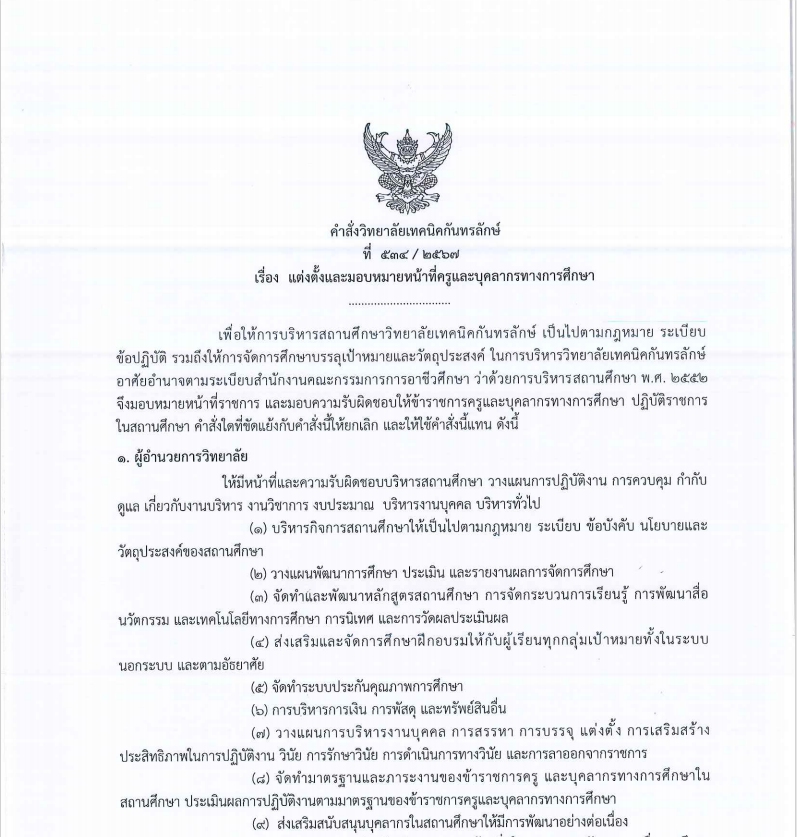 คำสั่งวิทยาลัยเทคนิคกันทรลักษ์
ที่ ๕๓๔ / ๒๕๖๗
เรื่อง แต่งตั้งและมอบหมายหน้าที่ครูและบุคลากรทางการศึกษา
................................
เพื่อให้การบริหารสถานศึกษาวิทยาลัยเทคนิคกันทรลักษ์ เป็นไปตามกฎหมาย ระเบียบ
ข้อปฏิบัติ รวมถึงให้การจัดการศึกษาบรรลุเป้าหมายและวัตถุประสงค์ ในการบริหารวิทยาลัยเทคนิคกันทรลักษ์
อาศัยอำนาจตามระเบียบสำนักงานคณะกรรมการการอาชีวศึกษา ว่าด้วยการบริหารสถานศึกษา พ.ศ. ๒๕๕๒
จึงมอบหมายหน้าที่ราชการ และมอบความรับผิดชอบให้ข้าราชการครูและบุคลากรทางการศึกษา ปฏิบัติราชการ
ในสถานศึกษา คำสั่งใดที่ขัดแย้งกับคำสั่งนี้ให้ยกเลิก และให้ใช้คำสั่งนี้แทน ดังนี้
๑. ผู้อำนวยการวิทยาลัย
ให้มีหน้าที่และความรับผิดชอบบริหารสถานศึกษา วางแผนการปฏิบัติงาน การควบคุม กำกับ
ดูแล เกี่ยวกับงานบริหาร งานวิชาการ งบประมาณ บริหารงานบุคคล บริหารทั่วไป
(๑) บริหารกิจการสถานศึกษาให้เป็นไปตามกฎหมาย ระเบียบ ข้อบังคับ นโยบายและ
วัตถุประสงค์ของสถานศึกษา
(๒) วางแผนพัฒนาการศึกษา ประเมิน และรายงานผลการจัดการศึกษา
(๓) จัดทำและพัฒนาหลักสูตรสถานศึกษา การจัดกระบวนการเรียนรู้ การพัฒนาสื่อ
นวัตกรรม และเทคโนโลยีทางการศึกษา การนิเทศ และการวัดผลประเมินผล
(๔) ส่งเสริมและจัดการศึกษาฝึกอบรมให้กับผู้เรียนทุกกลุ่มเป้าหมายทั้งในระบบ
นอกระบบ และตามอัธยาศัย
(๕) จัดทำระบบประกันคุณภาพการศึกษา
(๖) การบริหารการเงิน การพัสดุ และทรัพย์สินอื่น
(๗) วางแผนการบริหารงานบุคคล การสรรหา การบรรจุ แต่งตั้ง การเสริมสร้าง
ประสิทธิภาพในการปฏิบัติงาน วินัย การรักษาวินัย การดำเนินการทางวินัย และการลาออกจากราชการ
(๘) จัดทำมาตรฐานและภาระงานของข้าราชการครู และบุคลากรทางการศึกษาใน
สถานศึกษา ประเมินผลการปฏิบัติงานตามมาตรฐานของข้าราชการครูและบุคลากรทางการศึกษา
(๙) ส่งเสริมสนับสนุนบุคลากรในสถานศึกษาให้มีการพัฒนาอย่างต่อเนื่อง